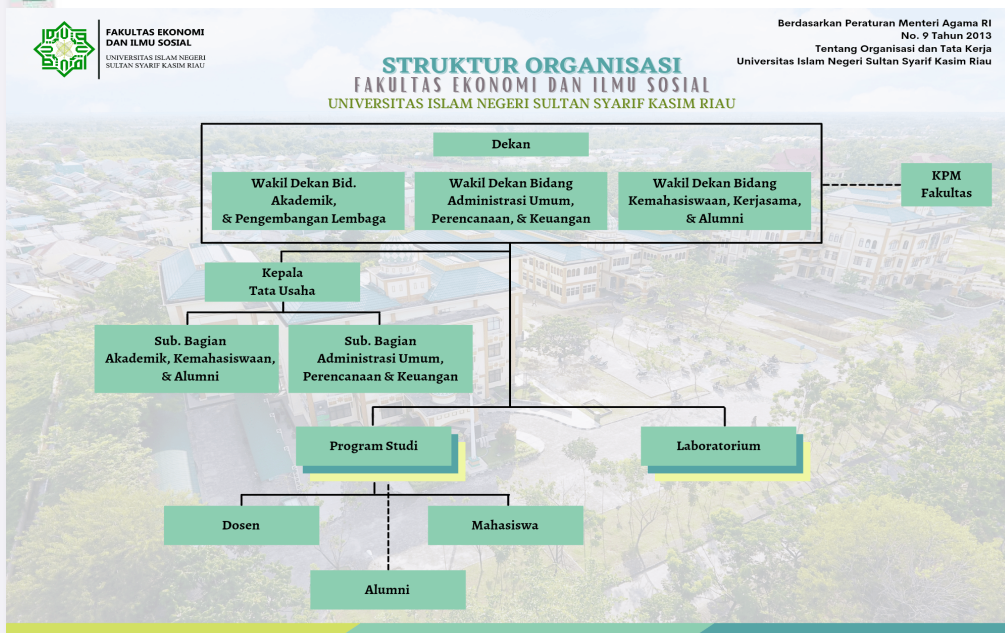 FAKULTAS EKONOMI
DAN ILMU SOSIAL
UNIVERSITAS ISLAM NEGERI
SULTAN SYARIF KASIM RIAU
Berdasarkan Peraturan Menteri Agama RI
No. 9 Tahun 2013
Tentang Organisasi dan Tata Kerja
Universitas Islam Negeri Sultan Syarif Kasim Riau
STRUKTUR ORGANISASI
FAKULTAS EKONOMI DAN ILMU SOSIAL
UNIVERSITAS ISLAM NEGERI SULTAN SYARIF KASIM RIAU
Dekan
Wakil Dekan Bid.
Akademik,
& Pengembangan Lembaga
Wakil Dekan Bidang
Administrasi Umum,
Perencanaan, & Keuangan
Wakil Dekan Bidang
Kemahasiswaan, Kerjasama,
& Alumni
KPM
Fakultas
Kepala
Tata Usaha
Sub. Bagian
Akademik, Kemahasiswaan,
& Alumni
Sub. Bagian
Administrasi Umum,
Perencanaan & Keuangan
Program Studi
Laboratorium
Dosen
Mahasiswa
Alumni